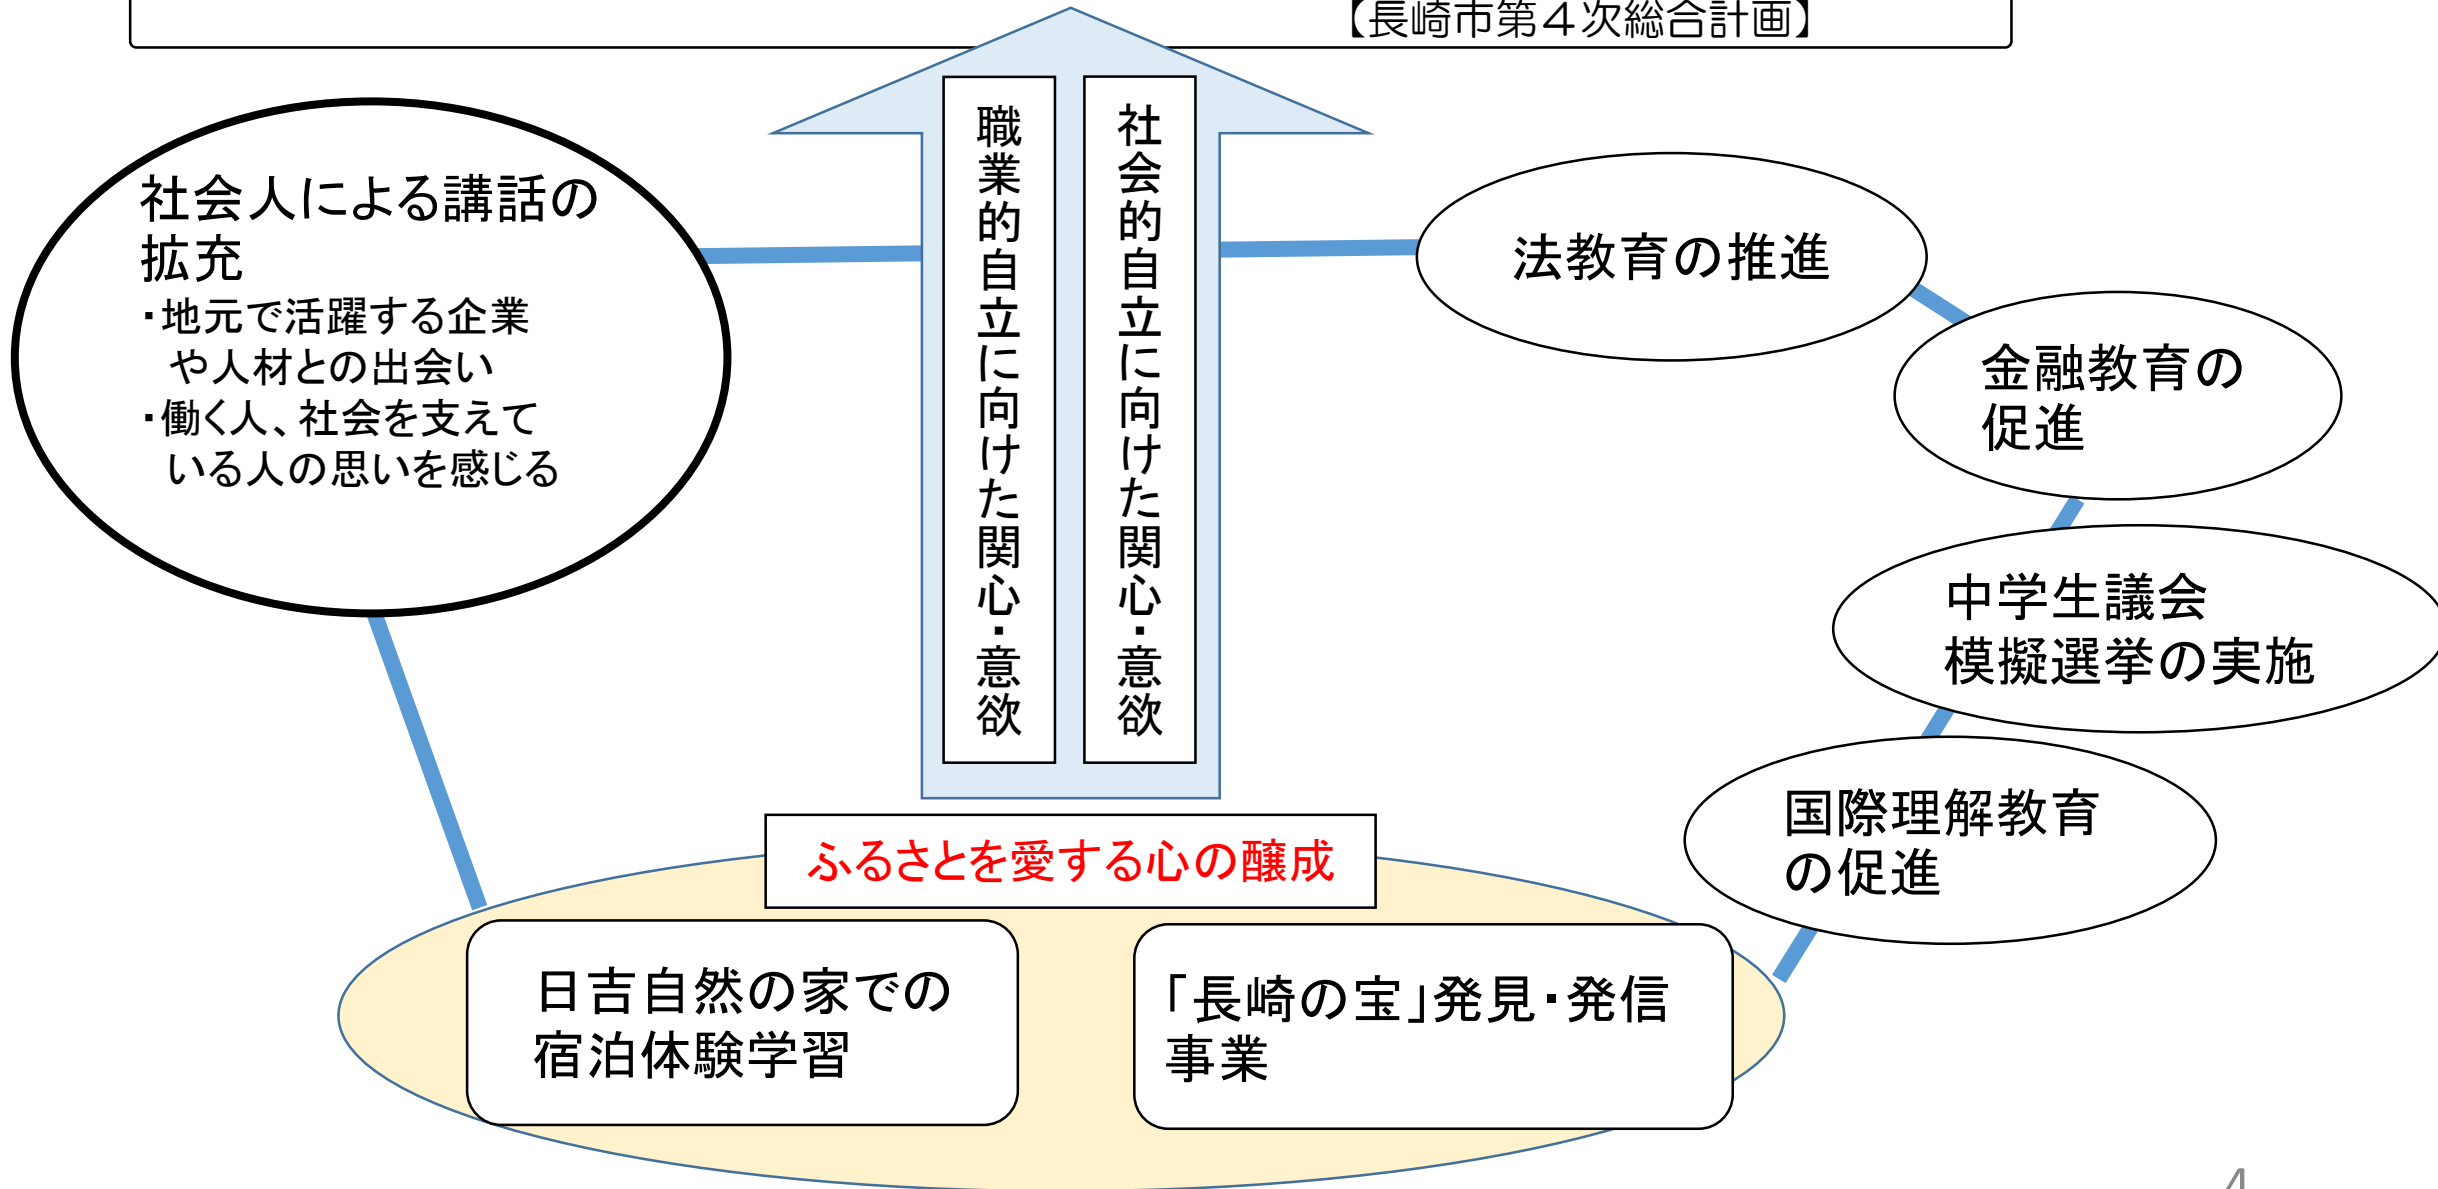 【長崎市第４次総合計画】
社会人による講話の
拡充
・地元で活躍する企業
や人材との出会い
・働く人、社会を支えて
いる人の思いを感じる
職業的自立に向けた関心・意欲
社会的自立に向けた関心・意欲
法教育の推進
金融教育の
促進
中学生議会
模擬選挙の実施
国際理解教育
の促進
ふるさとを愛する心の醸成
日吉自然の家での
宿泊体験学習
「長崎の宝」発見・発信
事業
4